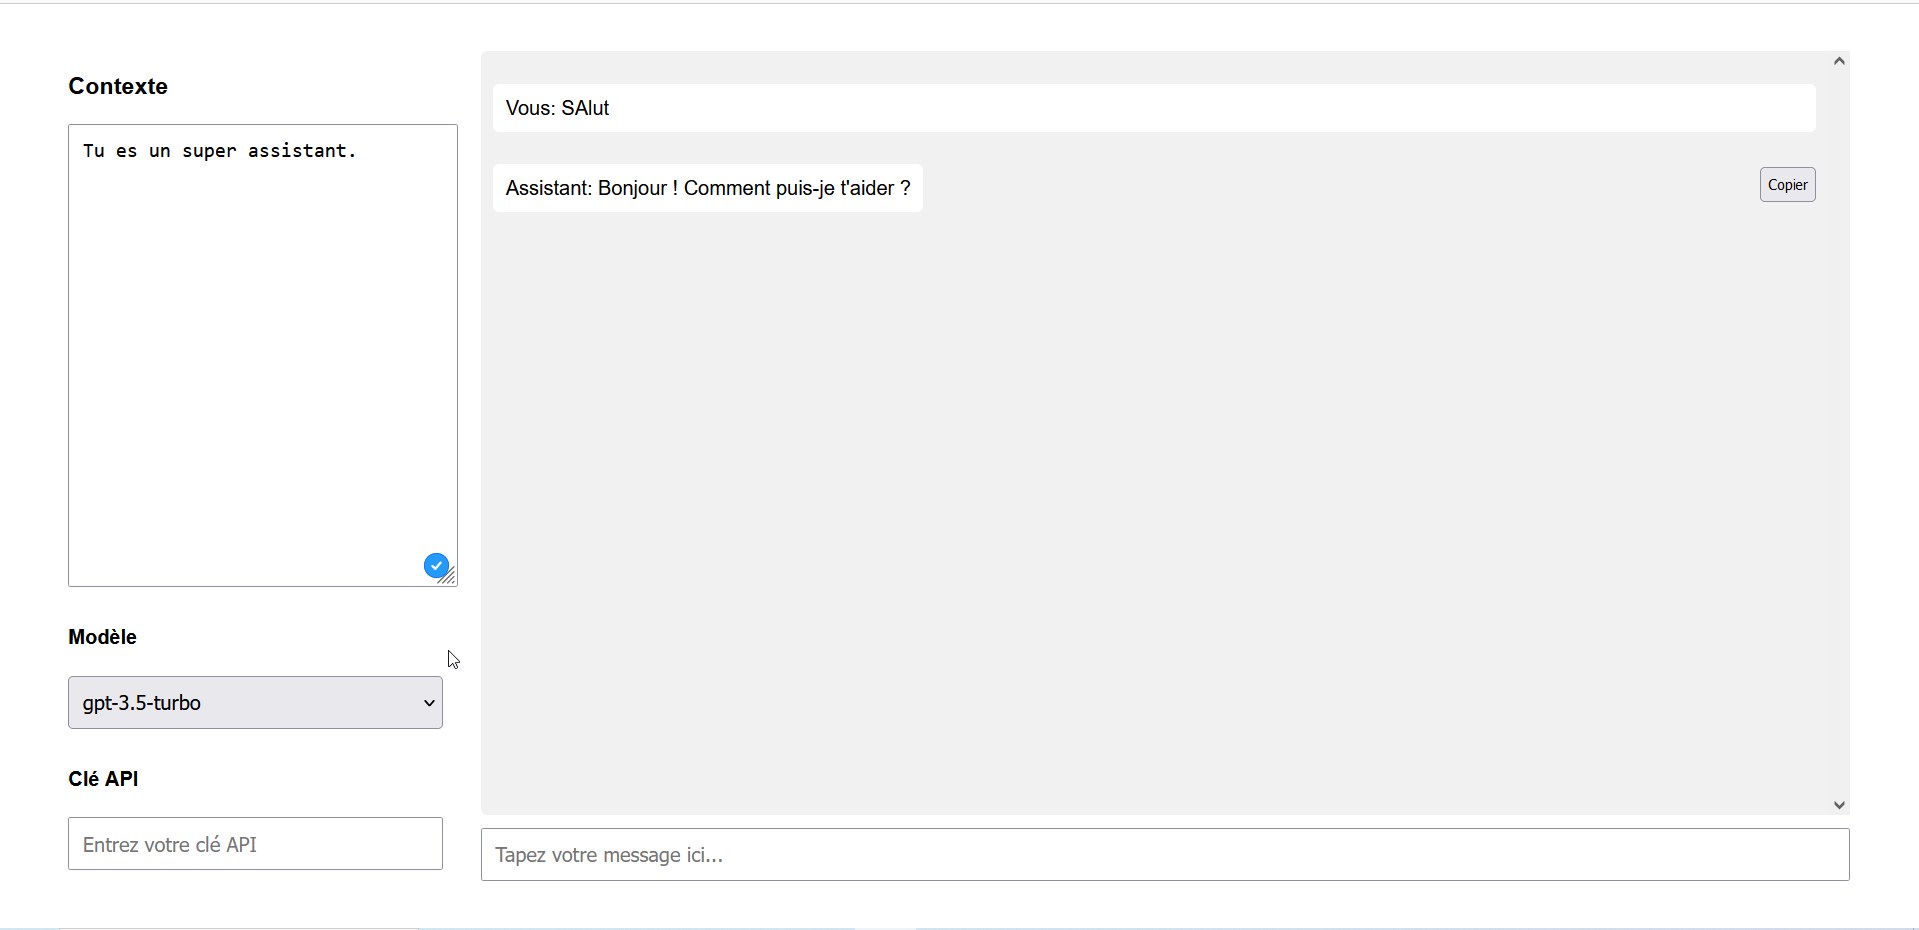 Contexte
Tu es un super assistant.
Modèle
gpt-3.5-turbo
Clé API
Entrez votre clé API
Vous: SAlut
Assistant: Bonjour ! Comment puis-je t'aider ?
Copier
Tapez votre message ici...